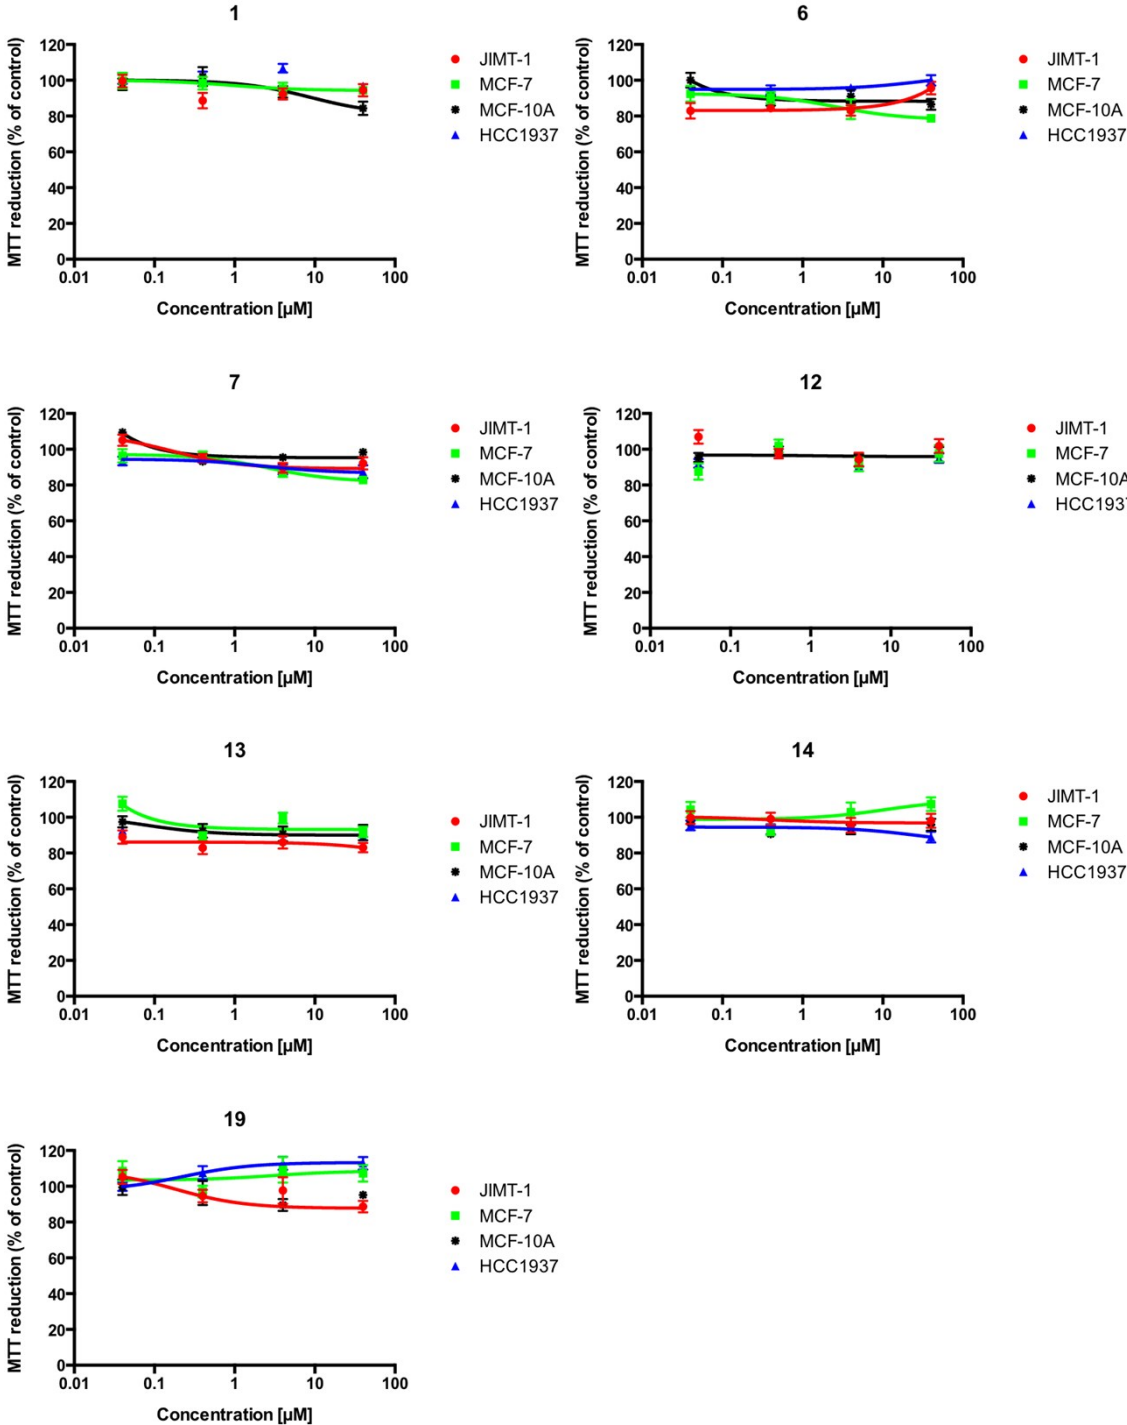 1
MTT reduction (% of control)
120
100
80
60
40
20
0
0.01 0.1 1 10 100
Concentration [µM]
JIMT-1
MCF-7
MCF-10A
HCC1937
6
MTT reduction (% of control)
120
100
80
60
40
20
0
0.01 0.1 1 10 100
Concentration [µM]
JIMT-1
MCF-7
MCF-10A
HCC1937
7
MTT reduction (% of control)
120
100
80
60
40
20
0
0.01 0.1 1 10 100
Concentration [µM]
JIMT-1
MCF-7
MCF-10A
HCC1937
12
MTT reduction (% of control)
120
100
80
60
40
20
0
0.01 0.1 1 10 100
Concentration [µM]
JIMT-1
MCF-7
MCF-10A
HCC1937
13
MTT reduction (% of control)
120
100
80
60
40
20
0
0.01 0.1 1 10 100
Concentration [µM]
JIMT-1
MCF-7
MCF-10A
HCC1937
14
MTT reduction (% of control)
120
100
80
60
40
20
0
0.01 0.1 1 10 100
Concentration [µM]
JIMT-1
MCF-7
MCF-10A
HCC1937
19
MTT reduction (% of control)
120
100
80
60
40
20
0
0.01 0.1 1 10 100
Concentration [µM]
JIMT-1
MCF-7
MCF-10A
HCC1937